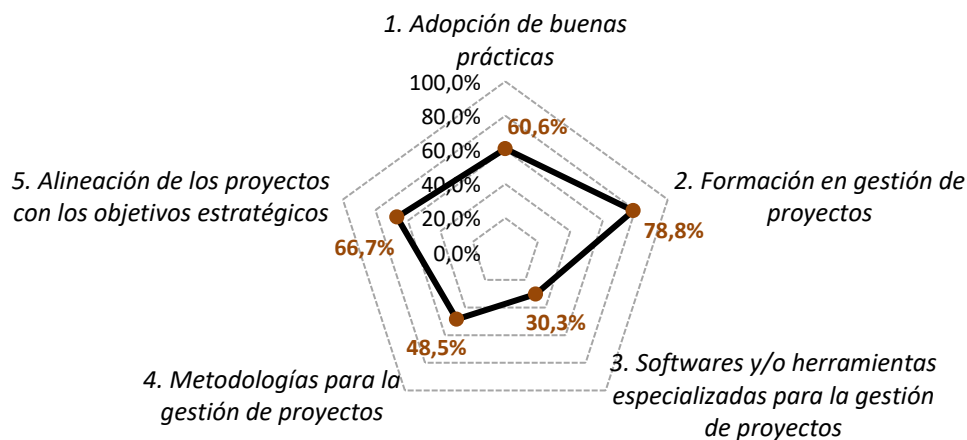 1. Adopción de buenas
prácticas
100,0%
80,0%
60,0%
40,0%
20,0%
0,0%
60,6%
2. Formación en gestión de
proyectos
78,8%
30,3%
3. Softwares y/o herramientas
especializadas para la gestión
de proyectos
48,5%
4. Metodologías para la
gestión de proyectos
5. Alineación de los proyectos
con los objetivos estratégicos
66,7%